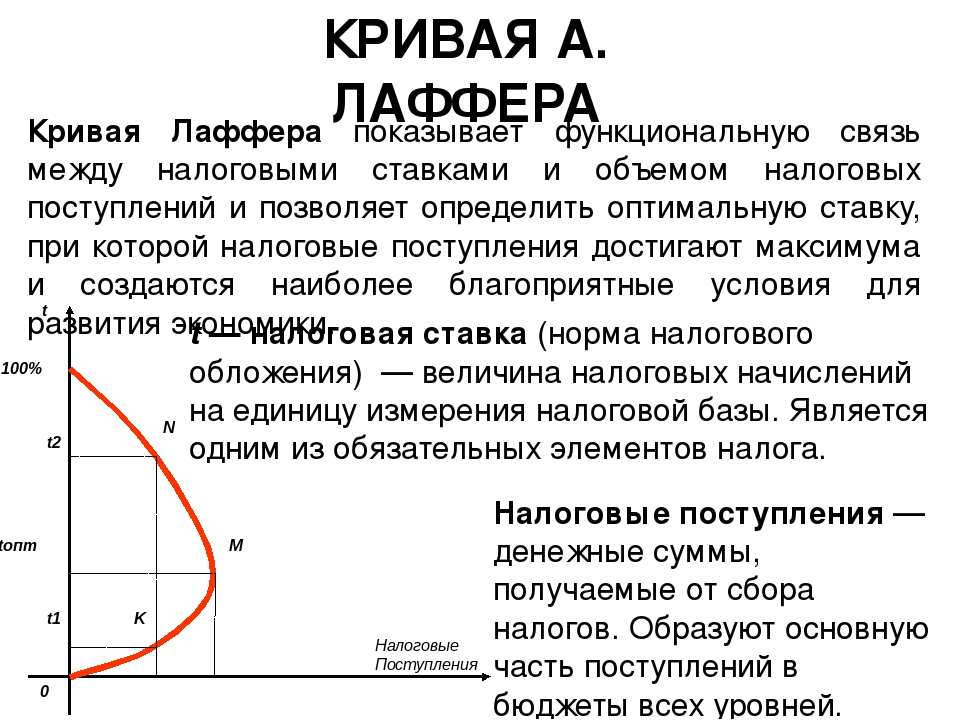 КРИВАЯ А.
ЛАФФЕРА
Кривая Лаффера показывает функциональную связь
между налоговыми ставками и объемом налоговых
поступлений и позволяет определить оптимальную ставку,
при которой налоговые поступления достигают максимума
и создаются наиболее благоприятные условия для
развития экономики.
t — налоговая ставка (норма налогового
обложения) — величина налоговых начислений
на единицу измерения налоговой базы. Является
одним из обязательных элементов налога.
Налоговые поступления —
денежные суммы,
получаемые от сбора
налогов. Образуют основную
часть поступлений в
бюджеты всех уровней.
t
100%
N
t2
tопт
M
t1
K
Налоговые
Поступления
0